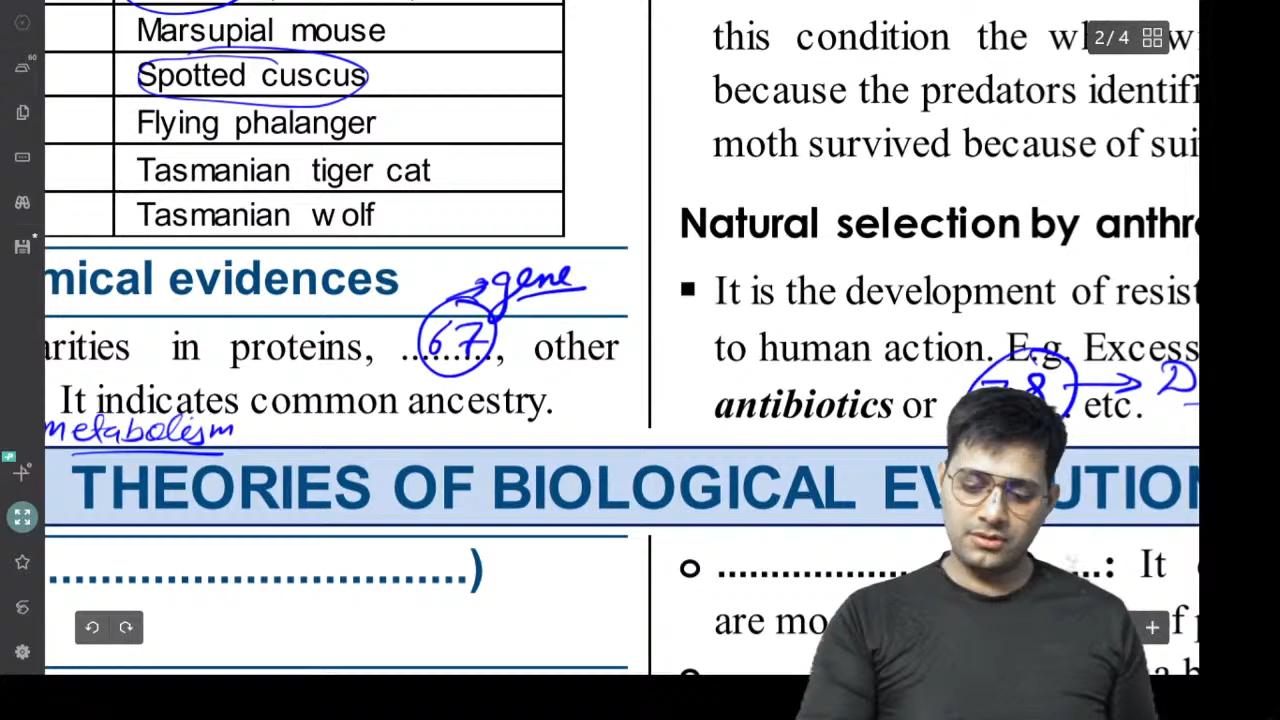 Marsupial mouse
Spotted cuscus
Flying phalanger
Tasmanian tiger cat
Tasmanian wolf
mical evidences
gene
67
arities in proteins, .........., other
It indicates common ancestry.
metabolism
this condition the
2/4
because the predators identifi
moth survived because of sui
Natural selection by anthr
It is the development of resist
to human action. E.g. Excess
antibiotics or 8 etc. D
THEORIES OF BIOLOGICAL EV UTION
................................)
.....................: It
are mo f
60